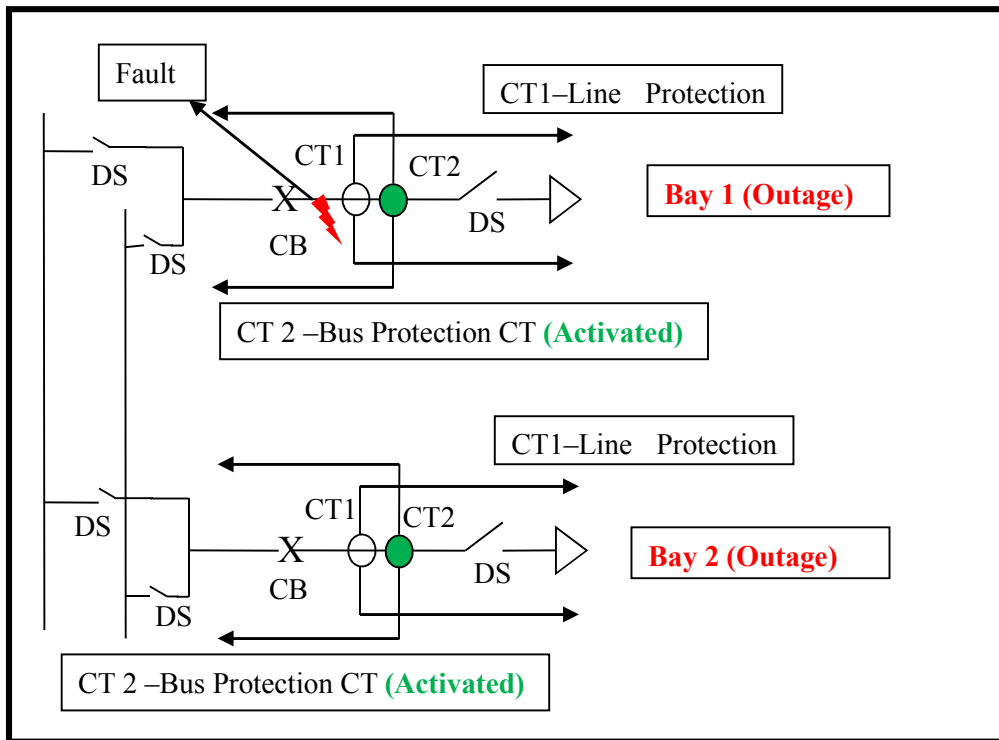 Fault
CT1–Line Protection
CT1
CT2
DS
Bay 1 (Outage)
X
DS
CB
DS
CT 2 –Bus Protection CT (Activated)
CT1–Line Protection
CT1
CT2
DS
X
Bay 2 (Outage)
DS
CB
DS
CT 2 –Bus Protection CT (Activated)